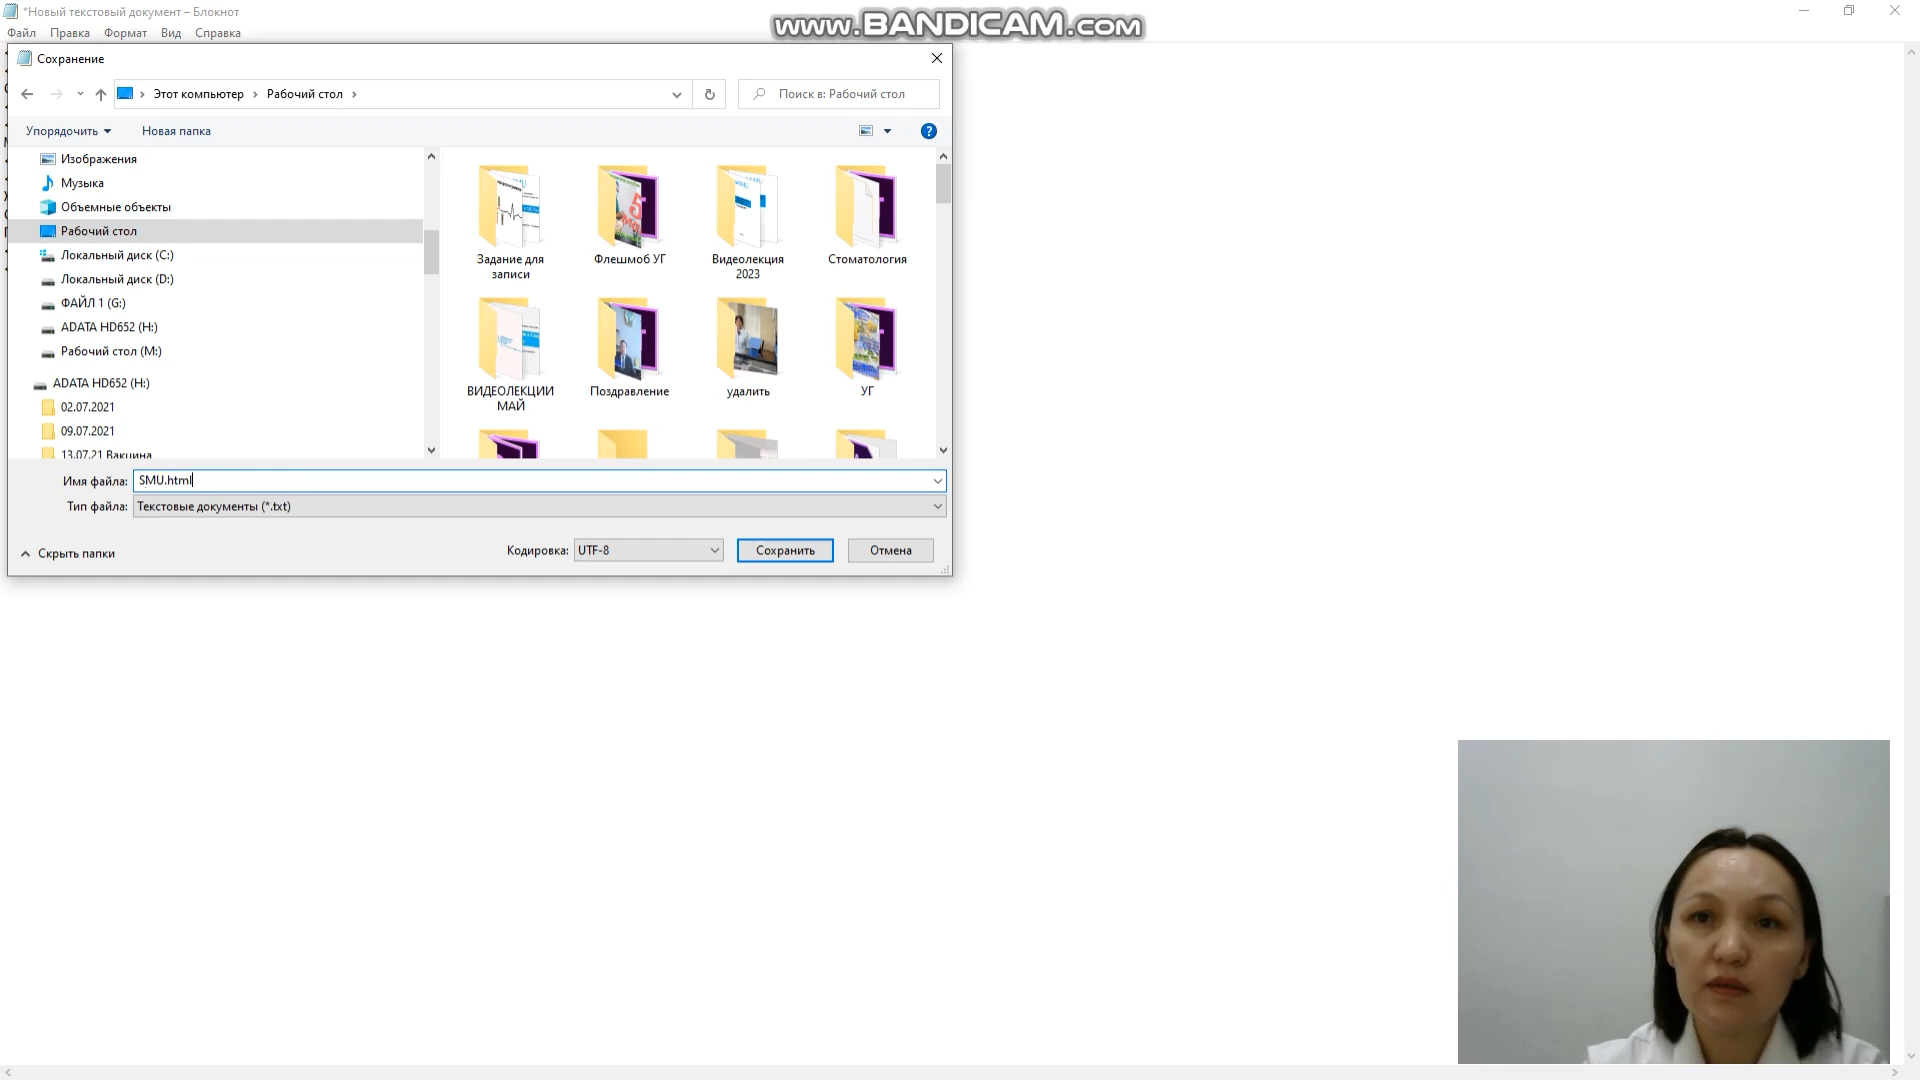 *Новый текстовый документ – Блокнот
Файл Правка Формат Вид Справка
www.BANDICAM.com
Сохранение
Этот компьютер > Рабочий стол >
Поиск в: Рабочий стол
Упорядочить
Новая папка
Изображения
Музыка
Объемные объекты
Рабочий стол
Локальный диск (C:)
Локальный диск (D:)
ФАЙЛ 1 (G:)
ADATA HD652 (H:)
Рабочий стол (M:)
ADATA HD652 (H:)
02.07.2021
09.07.2021
13.07.21 Вакцина
Задание для
записи
Флешмоб УГ
Видеолекция
2023
Стоматология
ВИДЕОЛЕКЦИИ
МАЙ
Поздравление
удалить
УГ
Имя файла: SMU.html
Тип файла: Текстовые документы (*.txt)
Скрыть папки
Кодировка: UTF-8
Сохранить
Отмена